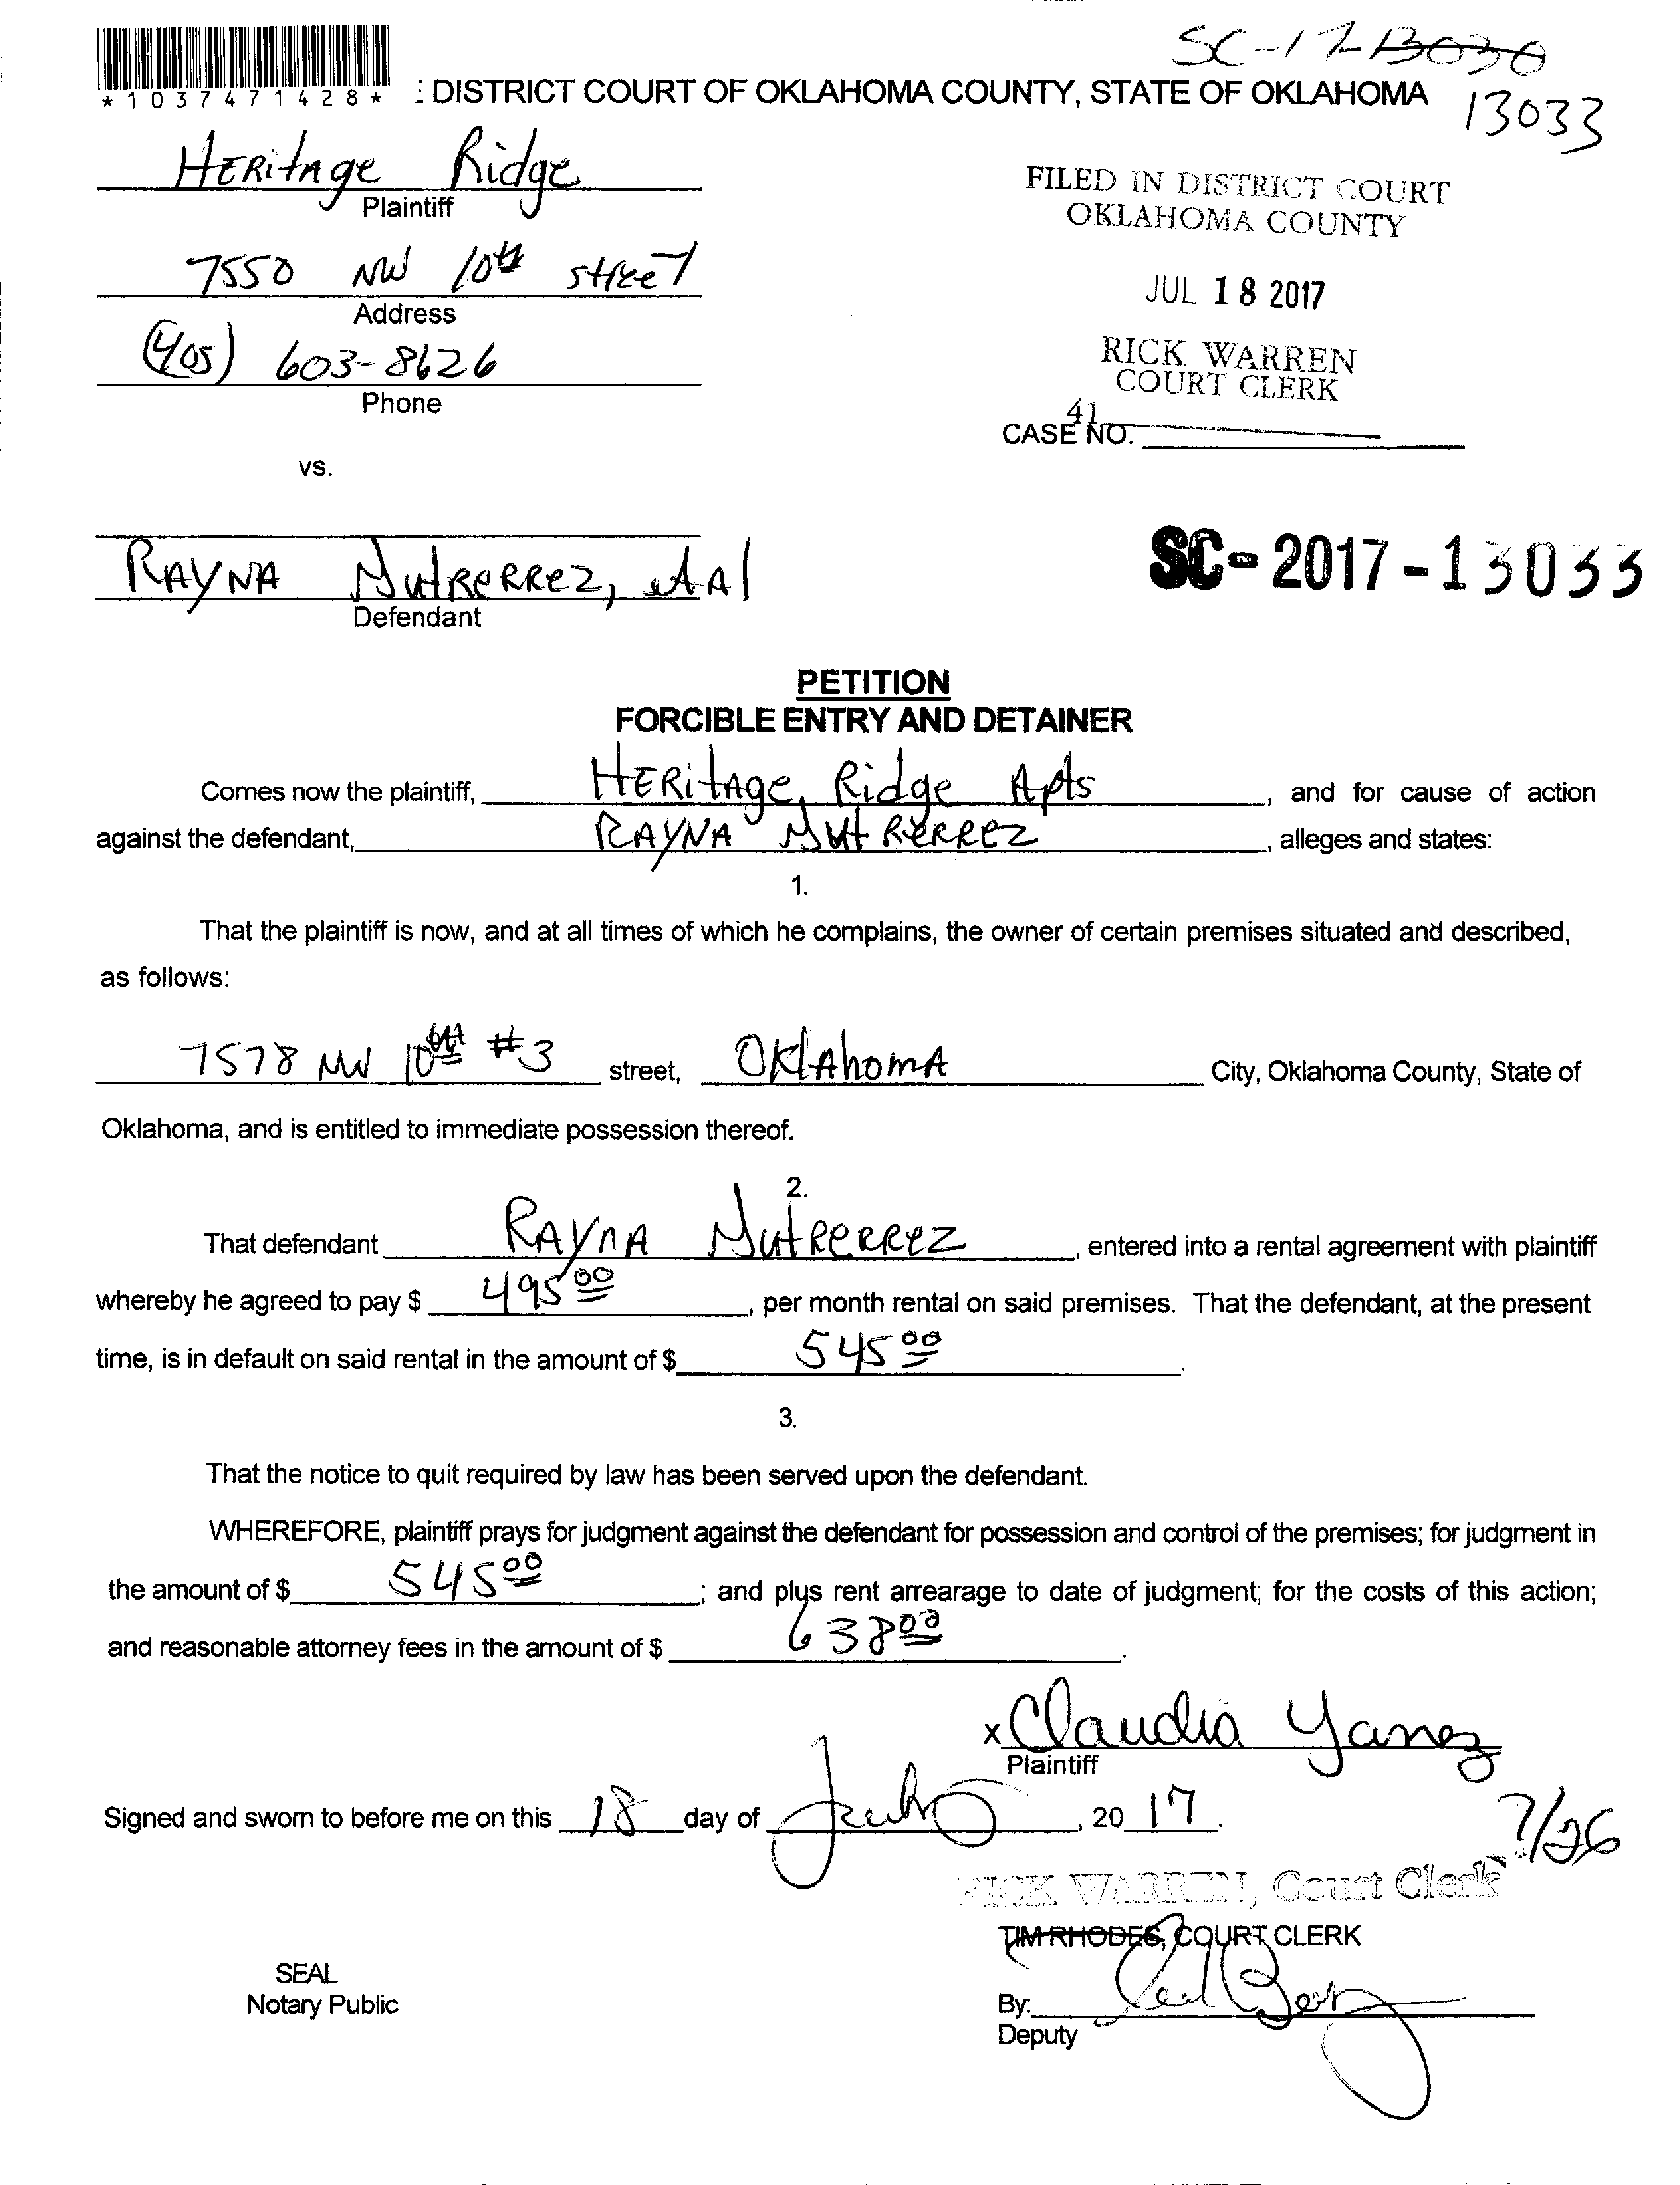 SC-17-13030
*1037471428*
: DISTRICT COURT OF OKLAHOMA COUNTY, STATE OF OKLAHOMA
13033
HERitAge Ridge
Plaintiff
FILED IN DISTRICT COURT
OKLAHOMA COUNTY
7550 NW 10th street
Address
JUL 18 2017
(405) 603-8626
Phone
RICK WARREN
COURT CLERK
41
CASE NO.
vs.
RAYNA NutReRRez, et Al
Defendant
SC-2017-13033
PETITION
FORCIBLE ENTRY AND DETAINER
Comes now the plaintiff, HERitAge Ridge Apts, and for cause of action
against the defendant, RAYNA NutReRRez, alleges and states:
1.
That the plaintiff is now, and at all times of which he complains, the owner of certain premises situated and described,
as follows:
7578 NW 10th #3 street, OklAhomA City, Oklahoma County, State of
Oklahoma, and is entitled to immediate possession thereof.
2.
That defendant RAYNA NutReRRez, entered into a rental agreement with plaintiff
whereby he agreed to pay $ 495 00, per month rental on said premises. That the defendant, at the present
time, is in default on said rental in the amount of $ 545 00.
3.
That the notice to quit required by law has been served upon the defendant.
WHEREFORE, plaintiff prays for judgment against the defendant for possession and control of the premises; for judgment in
the amount of $ 545 00; and plus rent arrearage to date of judgment; for the costs of this action;
and reasonable attorney fees in the amount of $ 638 00.
x Claudia Yanez
Plaintiff
Signed and sworn to before me on this 18 day of July, 20 17.
7/26
RICK WARREN, Court Clerk
TIM RHODES, COURT CLERK
SEAL
Notary Public
By:
Deputy